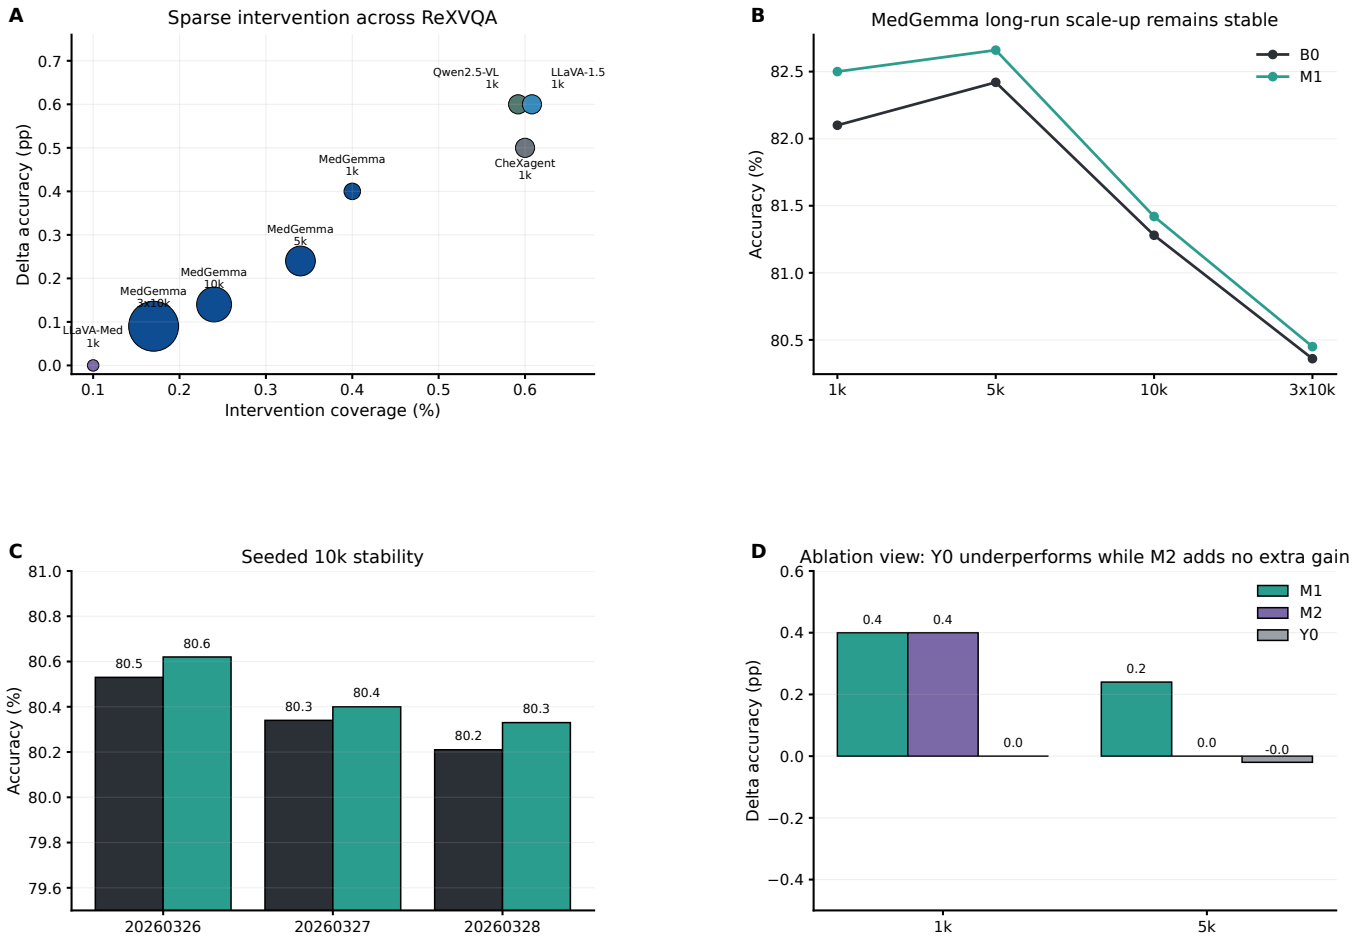 A
Sparse intervention across ReXVQA
Delta accuracy (pp)
0.7
0.6
0.5
0.4
0.3
0.2
0.1
0.0
Qwen2.5-VL
1k
LLaVA-1.5
1k
CheXagent
1k
MedGemma
1k
MedGemma
5k
MedGemma
10k
MedGemma
3x10k
LLaVA-Med
1k
0.1 0.2 0.3 0.4 0.5 0.6
Intervention coverage (%)
B
MedGemma long-run scale-up remains stable
Accuracy (%)
82.5
82.0
81.5
81.0
80.5
B0
M1
1k 5k 10k 3x10k
C
Seeded 10k stability
Accuracy (%)
81.0
80.8
80.6
80.4
80.2
80.0
79.8
79.6
80.5 80.6
80.3 80.4
80.2 80.3
20260326 20260327 20260328
D
Ablation view: Y0 underperforms while M2 adds no extra gain
Delta accuracy (pp)
0.6
0.4
0.2
0.0
−0.2
−0.4
M1
M2
Y0
0.4 0.4 0.0
0.2 0.0 -0.0
1k 5k